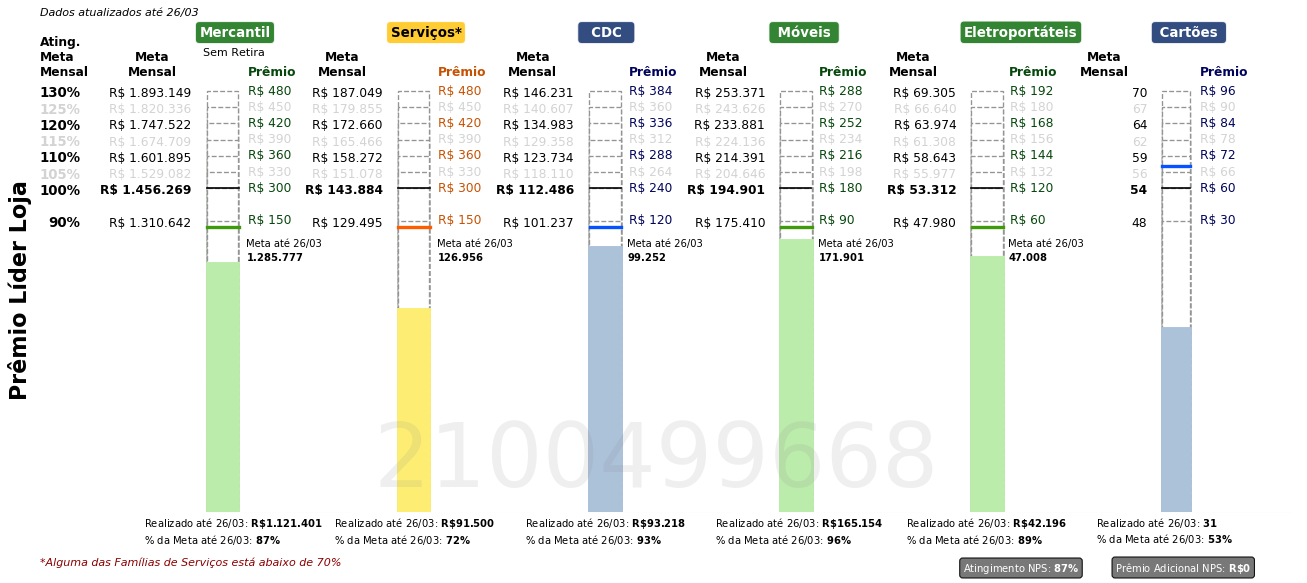 Dados atualizados até 26/03
Mercantil Serviços* CDC Móveis Eletroportáteis Cartões
Sem Retira
Ating. Meta Mensal
Meta Mensal Prêmio Meta Mensal Prêmio Meta Mensal Prêmio Meta Mensal Prêmio Meta Mensal Prêmio Meta Mensal Prêmio
130% R$ 1.893.149 R$ 480 R$ 187.049 R$ 480 R$ 146.231 R$ 384 R$ 253.371 R$ 288 R$ 69.305 R$ 192 70 R$ 96
125% R$ 1.820.336 R$ 450 R$ 179.855 R$ 450 R$ 140.607 R$ 360 R$ 243.626 R$ 270 R$ 66.640 R$ 180 67 R$ 90
120% R$ 1.747.522 R$ 420 R$ 172.660 R$ 420 R$ 134.983 R$ 336 R$ 233.881 R$ 252 R$ 63.974 R$ 168 64 R$ 84
115% R$ 1.674.709 R$ 390 R$ 165.466 R$ 390 R$ 129.358 R$ 312 R$ 224.136 R$ 234 R$ 61.308 R$ 156 62 R$ 78
110% R$ 1.601.895 R$ 360 R$ 158.272 R$ 360 R$ 123.734 R$ 288 R$ 214.391 R$ 216 R$ 58.643 R$ 144 59 R$ 72
105% R$ 1.529.082 R$ 330 R$ 151.078 R$ 330 R$ 118.110 R$ 264 R$ 204.646 R$ 198 R$ 55.977 R$ 132 56 R$ 66
100% R$ 1.456.269 R$ 300 R$ 143.884 R$ 300 R$ 112.486 R$ 240 R$ 194.901 R$ 180 R$ 53.312 R$ 120 54 R$ 60
90% R$ 1.310.642 R$ 150 R$ 129.495 R$ 150 R$ 101.237 R$ 120 R$ 175.410 R$ 90 R$ 47.980 R$ 60 48 R$ 30
Meta até 26/03 Meta até 26/03 Meta até 26/03 Meta até 26/03 Meta até 26/03
1.285.777 126.956 99.252 171.901 47.008
Prêmio Líder Loja
2100499668
Realizado até 26/03: R$1.121.401 Realizado até 26/03: R$91.500 Realizado até 26/03: R$93.218 Realizado até 26/03: R$165.154 Realizado até 26/03: R$42.196 Realizado até 26/03: 31
% da Meta até 26/03: 87% % da Meta até 26/03: 72% % da Meta até 26/03: 93% % da Meta até 26/03: 96% % da Meta até 26/03: 89% % da Meta até 26/03: 53%
*Alguma das Famílias de Serviços está abaixo de 70%
Atingimento NPS: 87% Prêmio Adicional NPS: R$0